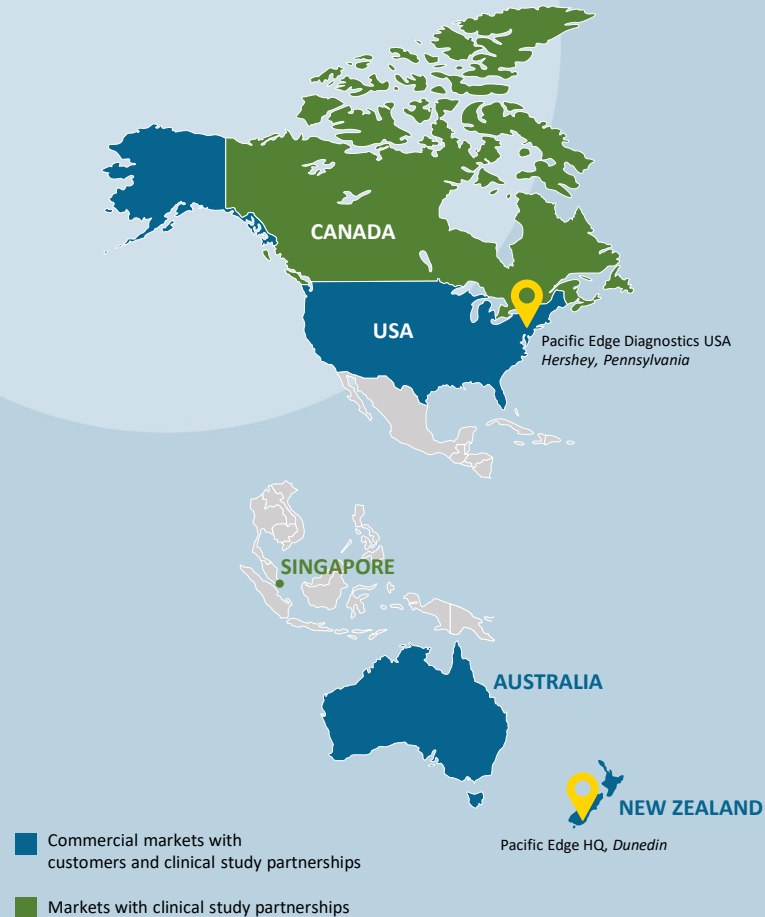 CANADA
USA
Pacific Edge Diagnostics USA
Hershey, Pennsylvania
SINGAPORE
AUSTRALIA
NEW ZEALAND
Pacific Edge HQ, Dunedin
Commercial markets with
customers and clinical study partnerships
Markets with clinical study partnerships